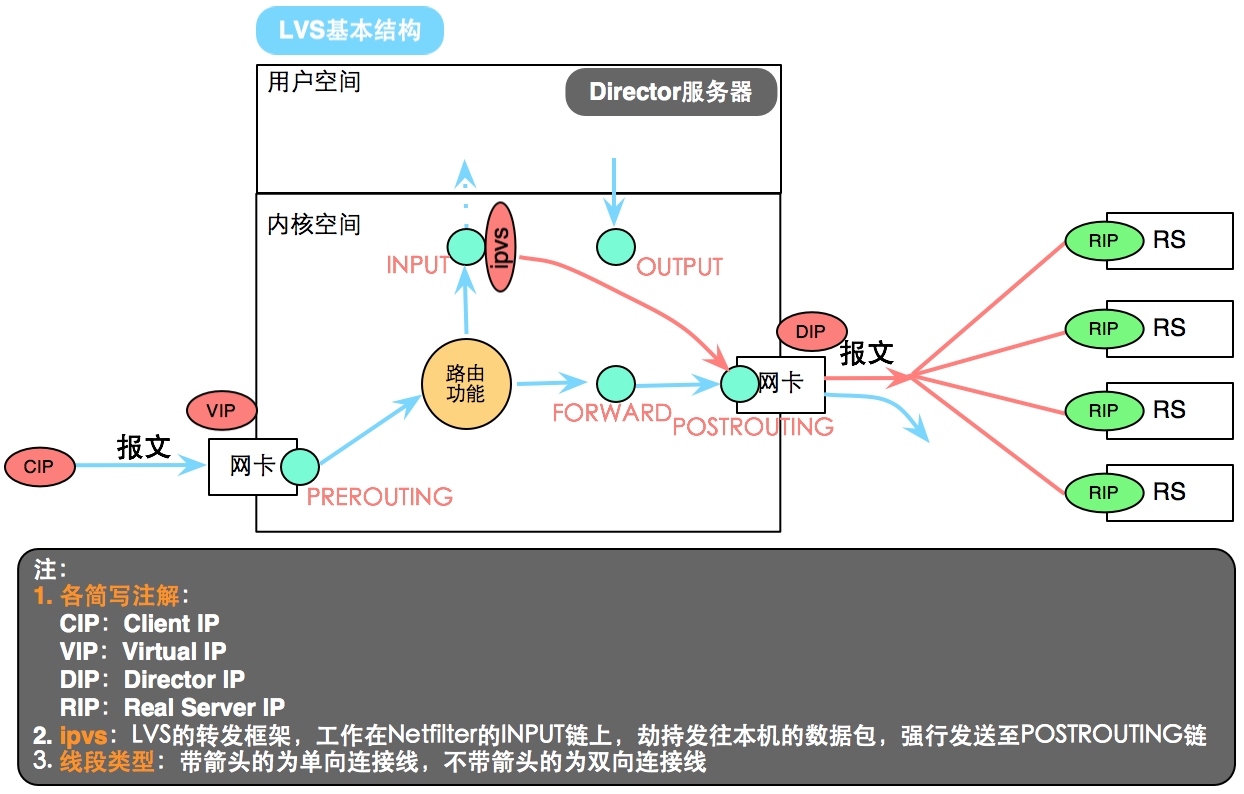 LVS基本结构
用户空间
Director服务器
内核空间
INPUT
ipvs
OUTPUT
RIP
RS
RIP
RS
RIP
RS
RIP
RS
DIP
报文
网卡
路由
功能
FORWARD
POSTROUTING
VIP
CIP
报文
网卡
PREROUTING
注：
1. 各简写注解：
CIP：Client IP
VIP：Virtual IP
DIP：Director IP
RIP：Real Server IP
2. ipvs：LVS的转发框架，工作在Netfilter的INPUT链上，劫持发往本机的数据包，强行发送至POSTROUTING链
3. 线段类型：带箭头的为单向连接线，不带箭头的为双向连接线